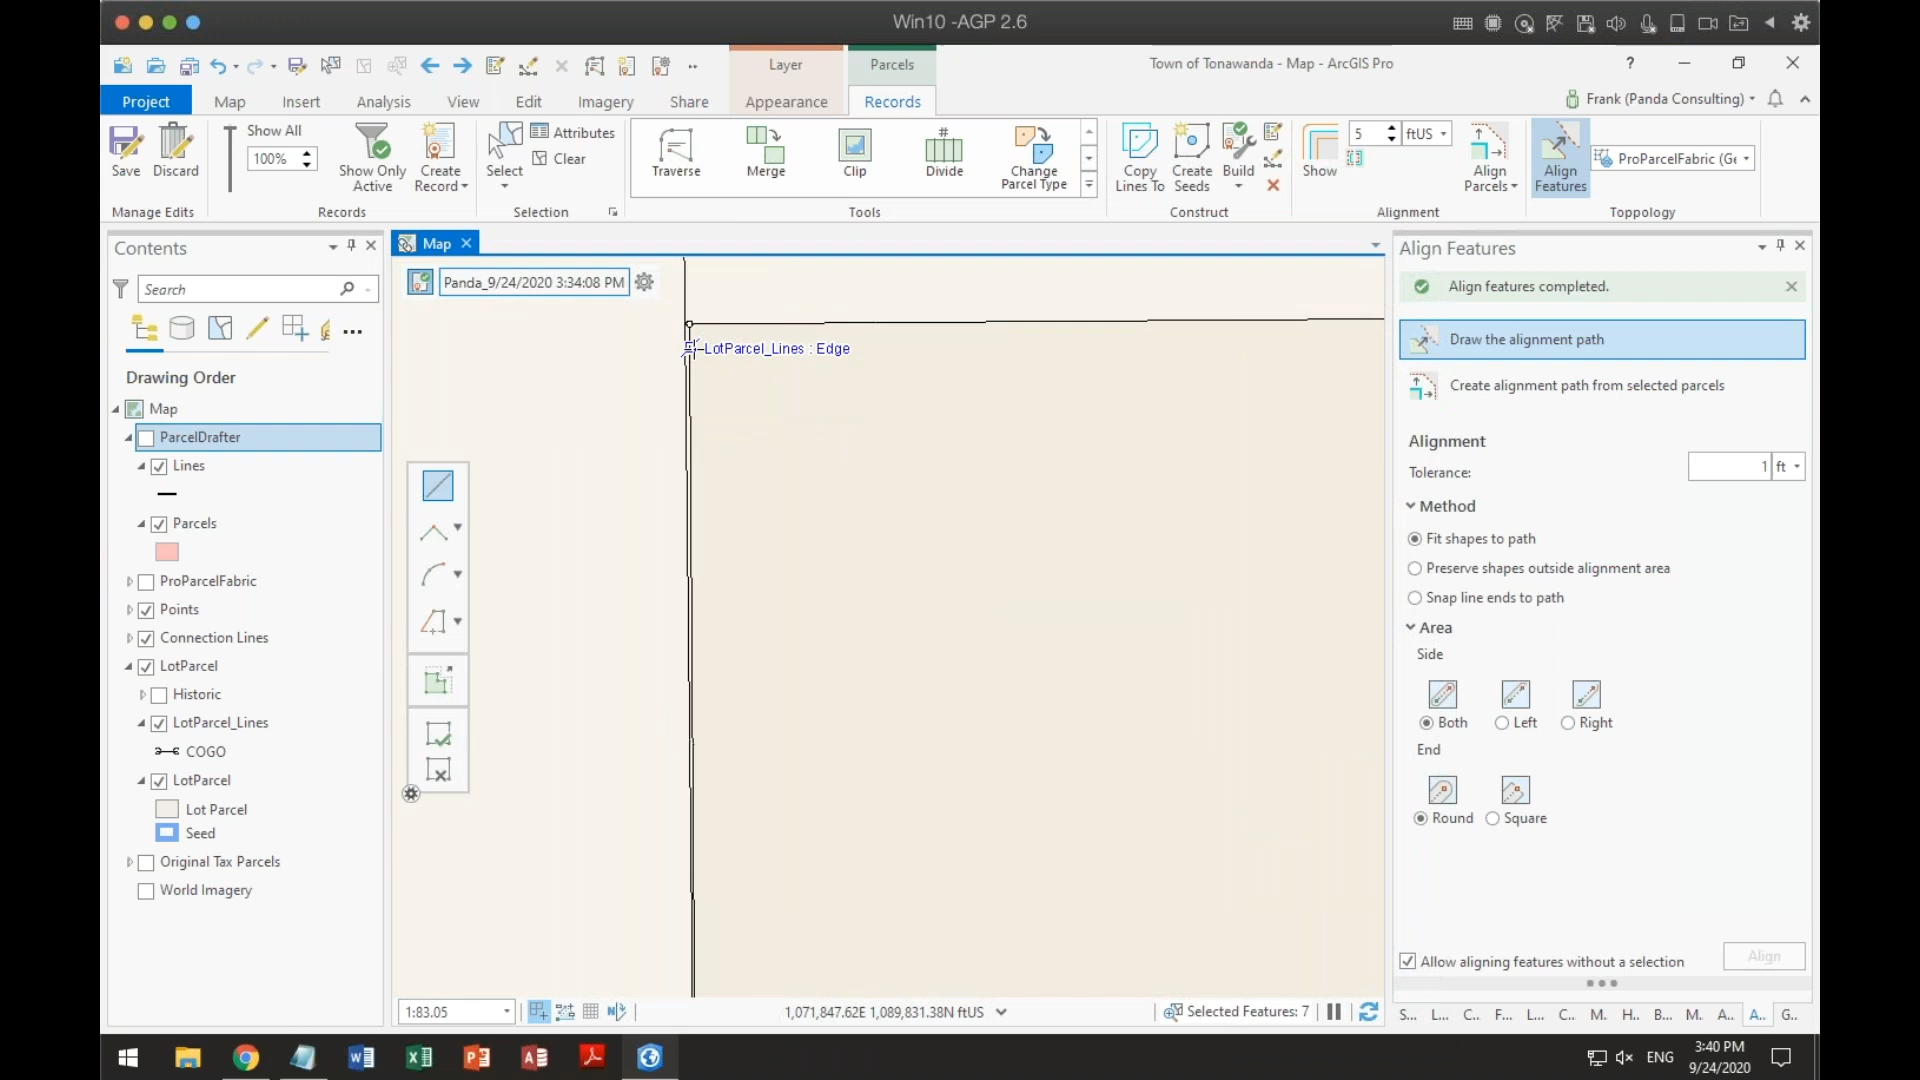 Win10 -AGP 2.6
Layer
Parcels
Town of Tonawanda - Map - ArcGIS Pro
?
Project
Map
Insert
Analysis
View
Edit
Imagery
Share
Appearance
Records
Frank (Panda Consulting)
Save
Discard
Manage Edits
Show All
100%
Show Only Active
Create Record
Records
Select
Attributes
Clear
Selection
Traverse
Merge
Clip
#
Divide
Change Parcel Type
Tools
Copy Lines To
Create Seeds
Build
Construct
Show
5
ftUS
Align Parcels
Alignment
Align Features
ProParcelFabric (Ge
Toppology
Contents
Search
Drawing Order
Map
ParcelDrafter
Lines
Parcels
ProParcelFabric
Points
Connection Lines
LotParcel
Historic
LotParcel_Lines
COGO
LotParcel
Lot Parcel
Seed
Original Tax Parcels
World Imagery
Map
Panda_9/24/2020 3:34:08 PM
LotParcel_Lines : Edge
1:83.05
1,071,847.62E 1,089,831.38N ftUS
Selected Features: 7
Align Features
Align features completed.
Draw the alignment path
Create alignment path from selected parcels
Alignment
Tolerance:
1
ft
Method
Fit shapes to path
Preserve shapes outside alignment area
Snap line ends to path
Area
Side
Both
Left
Right
End
Round
Square
Allow aligning features without a selection
Align
S... L... C... F... L... C... M. H.. B... M. A.. A.. G..
ENG
3:40 PM
9/24/2020